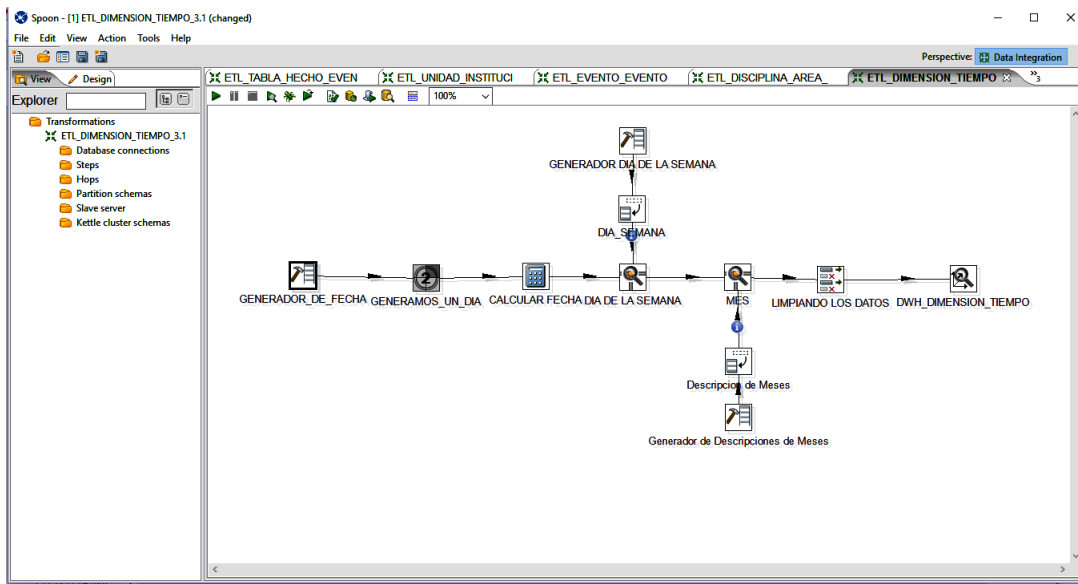 Spoon - [1] ETL_DIMENSION_TIEMPO_3.1 (changed)
File Edit View Action Tools Help
Perspective: Data Integration
View Design
ETL_TABLA_HECHO_EVEN ETL_UNIDAD_INSTITUCI ETL_EVENTO_EVENTO ETL_DISCIPLINA_AREA_ ETL_DIMENSION_TIEMPO »3
Explorer
100%
Transformations
ETL_DIMENSION_TIEMPO_3.1
Database connections
Steps
Hops
Partition schemas
Slave server
Kettle cluster schemas
GENERADOR DIA DE LA SEMANA
DIA_SEMANA
2
GENERADOR_DE_FECHA GENERAMOS_UN_DIA CALCULAR FECHA DIA DE LA SEMANA MES LIMPIANDO LOS DATOS DWH_DIMENSION_TIEMPO
Descripcion de Meses
Generador de Descripciones de Meses